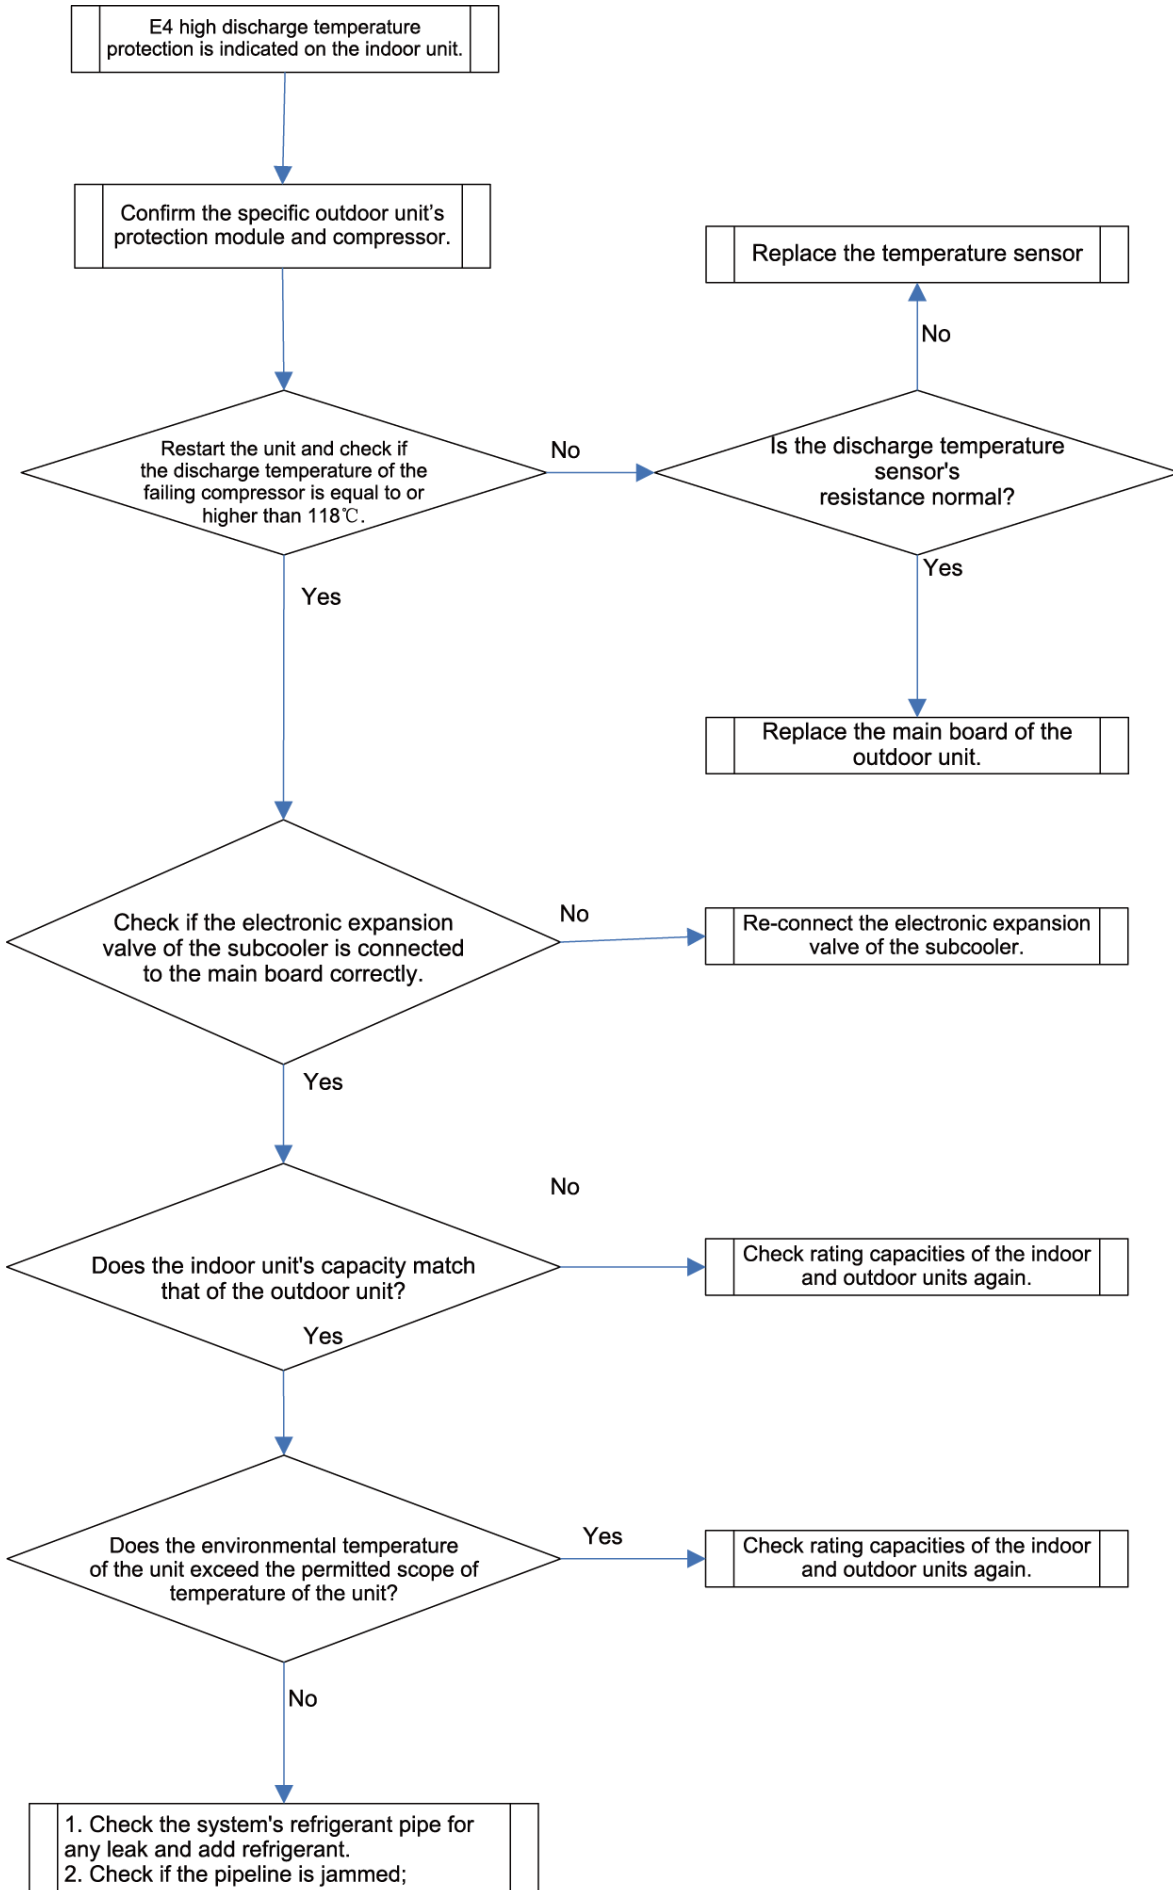 E4 high discharge temperature
protection is indicated on the indoor unit.
Confirm the specific outdoor unit's
protection module and compressor.
Replace the temperature sensor
No
Restart the unit and check if
the discharge temperature of the
failing compressor is equal to or
higher than 118℃.
No
Is the discharge temperature
sensor's
resistance normal?
Yes
Yes
Replace the main board of the
outdoor unit.
Check if the electronic expansion
valve of the subcooler is connected
to the main board correctly.
No
Re-connect the electronic expansion
valve of the subcooler.
Yes
No
Does the indoor unit's capacity match
that of the outdoor unit?
Check rating capacities of the indoor
and outdoor units again.
Yes
Does the environmental temperature
of the unit exceed the permitted scope of
temperature of the unit?
Yes
Check rating capacities of the indoor
and outdoor units again.
No
1. Check the system's refrigerant pipe for
any leak and add refrigerant.
2. Check if the pipeline is jammed;